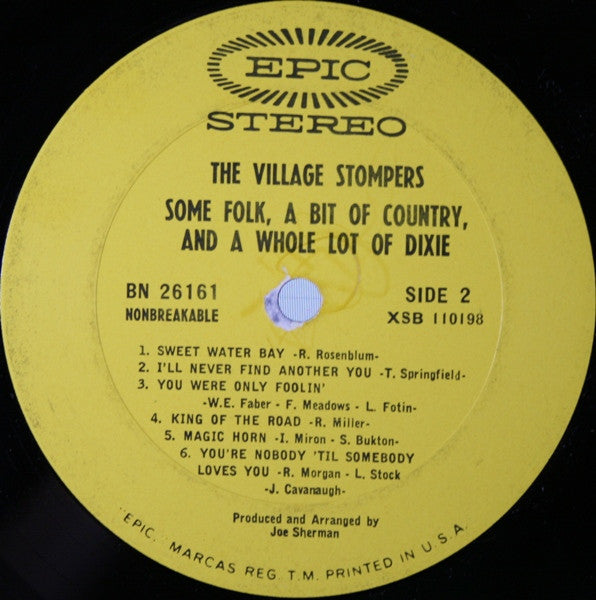 EPIC
STEREO
THE VILLAGE STOMPERS
SOME FOLK, A BIT OF COUNTRY,
AND A WHOLE LOT OF DIXIE
BN 26161
NONBREAKABLE
SIDE 2
XSB 110198
1. SWEET WATER BAY -R. Rosenblum-
2. I'LL NEVER FIND ANOTHER YOU -T. Springfield-
3. YOU WERE ONLY FOOLIN'
-W.E. Faber - F. Meadows - L. Fotin-
4. KING OF THE ROAD -R. Miller-
5. MAGIC HORN -I. Miron - S. Bukton-
6. YOU'RE NOBODY 'TIL SOMEBODY
LOVES YOU -R. Morgan - L. Stock
-J. Cavanaugh-
Produced and Arranged by
Joe Sherman
"EPIC, MARCAS REG. T.M. PRINTED IN U.S.A.